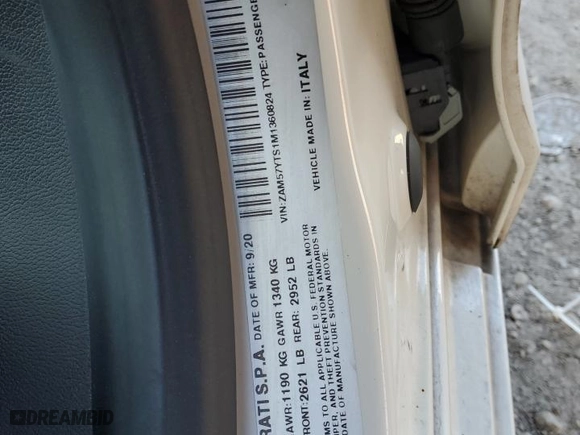 RATI S.P.A. DATE OF MFR: 9/20
AWR:1190 KG GAWR 1340 KG
FRONT:2621 LB REAR: 2952 LB
MS TO ALL APPLICABLE U.S. FEDERAL MOTOR
PER, AND THEFT PREVENTION STANDARDS IN
DATE OF MANUFACTURE SHOWN ABOVE.
VIN:ZAM57YTS1M1360824 TYPE:PASSENGE
VEHICLE MADE IN: ITALY
DREAMBID